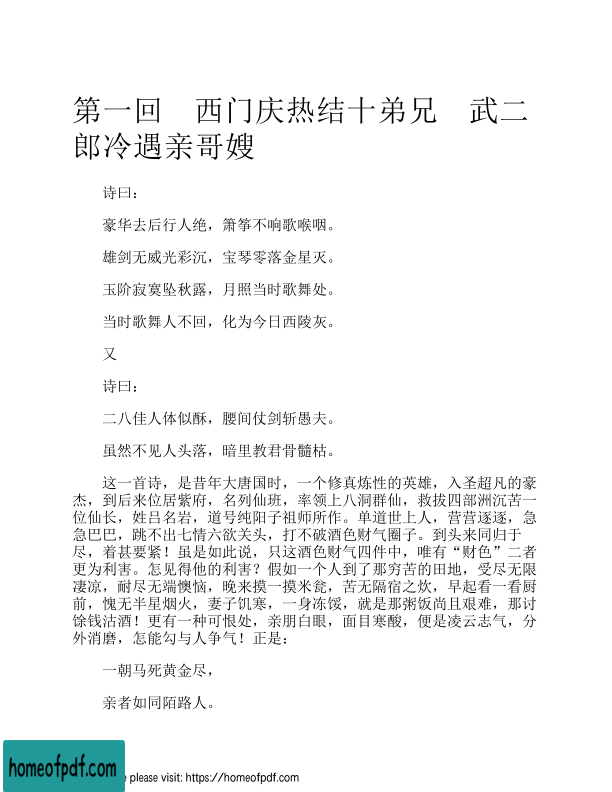 第一回　西门庆热结十弟兄　武二
郎冷遇亲哥嫂
诗曰：
豪华去后行人绝，箫筝不响歌喉咽。
雄剑无威光彩沉，宝琴零落金星灭。
玉阶寂寞坠秋露，月照当时歌舞处。
当时歌舞人不回，化为今日西陵灰。
又
诗曰：
二八佳人体似酥，腰间仗剑斩愚夫。
虽然不见人头落，暗里教君骨髓枯。
这一首诗，是昔年大唐国时，一个修真炼性的英雄，入圣超凡的豪
杰，到后来位居紫府，名列仙班，率领上八洞群仙，救拔四部洲沉苦一
位仙长，姓吕名岩，道号纯阳子祖师所作。单道世上人，营营逐逐，急
急巴巴，跳不出七情六欲关头，打不破酒色财气圈子。到头来同归于
尽，着甚要紧！虽是如此说，只这酒色财气四件中，唯有“财色”二者
更为利害。怎见得他的利害？假如一个人到了那穷苦的田地，受尽无限
凄凉，耐尽无端懊恼，晚来摸一摸米瓮，苦无隔宿之炊，早起看一看厨
前，愧无半星烟火，妻子饥寒，一身冻馁，就是那粥饭尚且艰难，那讨
馀钱沽酒！更有一种可恨处，亲朋白眼，面目寒酸，便是凌云志气，分
外消磨，怎能勾与人争气！正是：
一朝马死黄金尽，
亲者如同陌路人。
homeofpdf.com
please visit: https://homeofpdf.com